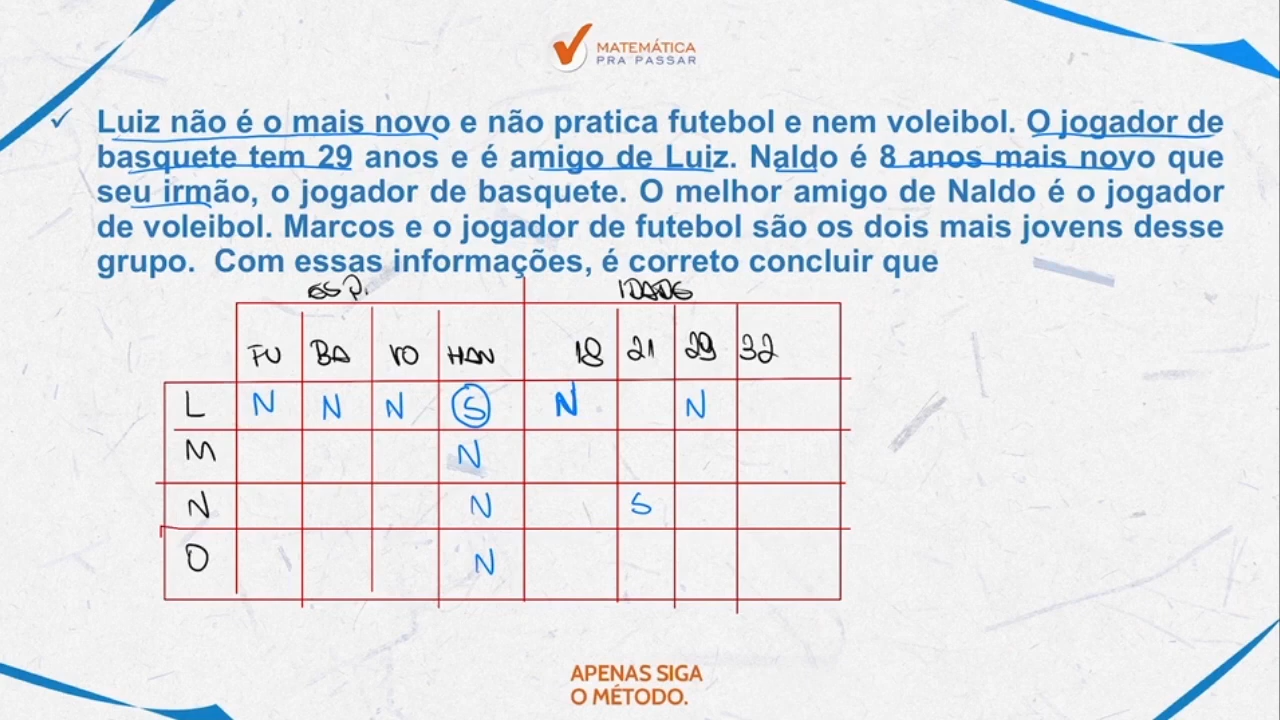 MATEMÁTICA
PRA PASSAR
Luiz não é o mais novo e não pratica futebol e nem voleibol. O jogador de
basquete tem 29 anos e é amigo de Luiz. Naldo é 8 anos mais novo que
seu irmão, o jogador de basquete. O melhor amigo de Naldo é o jogador
de voleibol. Marcos e o jogador de futebol são os dois mais jovens desse
grupo. Com essas informações, é correto concluir que
ESP. IDADE
FU BA VO HAN 18 21 29 32
L N N N S N N
M N
N N S
O N
APENAS SIGA
O MÉTODO.